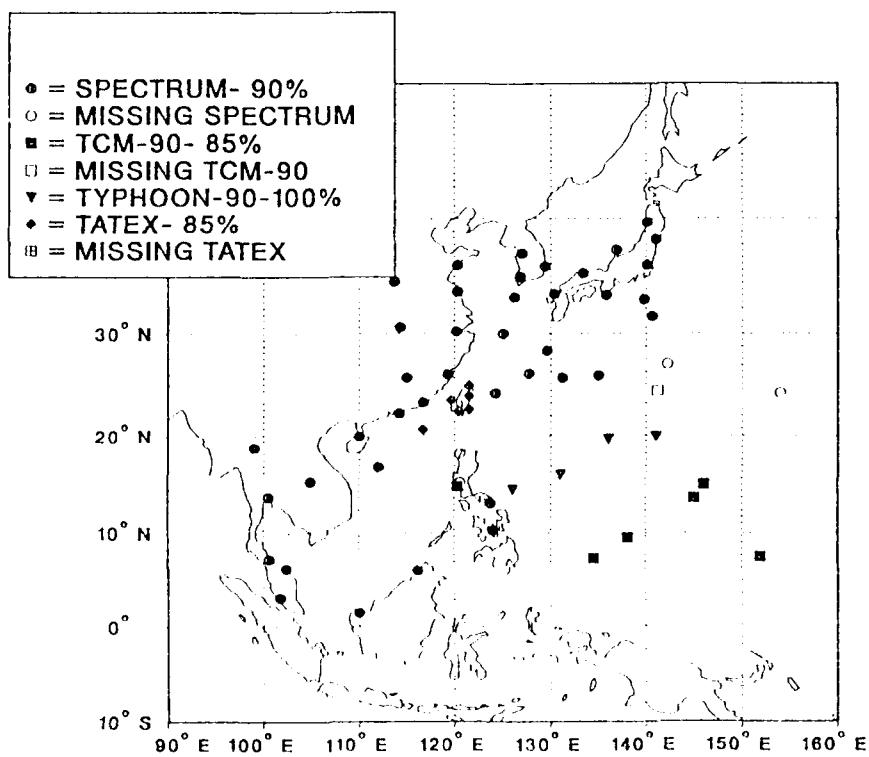 ● = SPECTRUM- 90%
○ = MISSING SPECTRUM
■ = TCM-90- 85%
□ = MISSING TCM-90
▼ = TYPHOON-90-100%
◆ = TATEX- 85%
⊞ = MISSING TATEX
30° N
20° N
10° N
0°
10° S
90° E 100° E 110° E 120° E 130° E 140° E 150° E 160° E